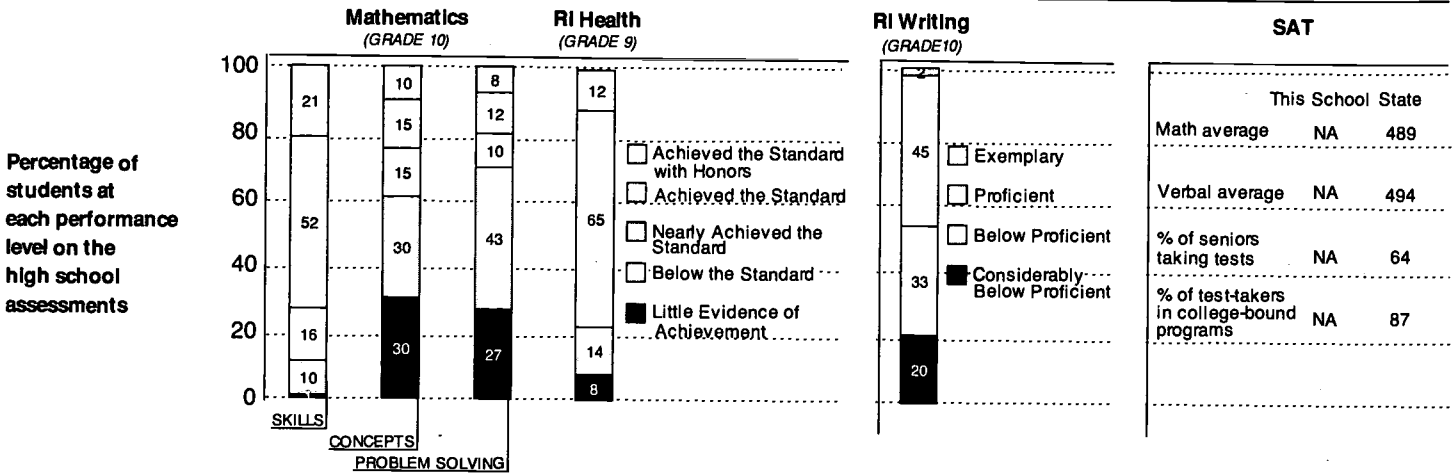 Mathematics
(GRADE 10)
RI Health
(GRADE 9)
RI Writing
(GRADE10)
SAT
Percentage of
students at
each performance
level on the
high school
assessments
100
80
60
40
20
0
21
52
16
10
SKILLS
10
15
15
30
30
CONCEPTS
8
12
10
43
27
PROBLEM SOLVING
12
65
14
8
Achieved the Standard
with Honors
Achieved the Standard
Nearly Achieved the
Standard
Below the Standard
Little Evidence of
Achievement
2
45
33
20
Exemplary
Proficient
Below Proficient
Considerably
Below Proficient
This School State
Math average NA 489
Verbal average NA 494
% of seniors
taking tests NA 64
% of test-takers
in college-bound NA 87
programs